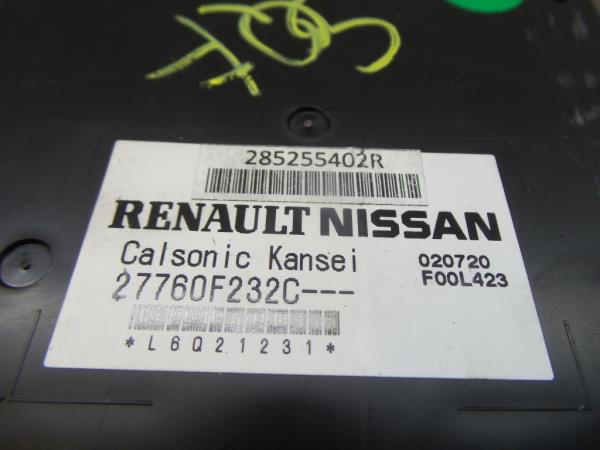 285255402R
RENAULT NISSAN
Calsonic Kansei 020720
27760F232C--- F00L423
*L6Q21231*